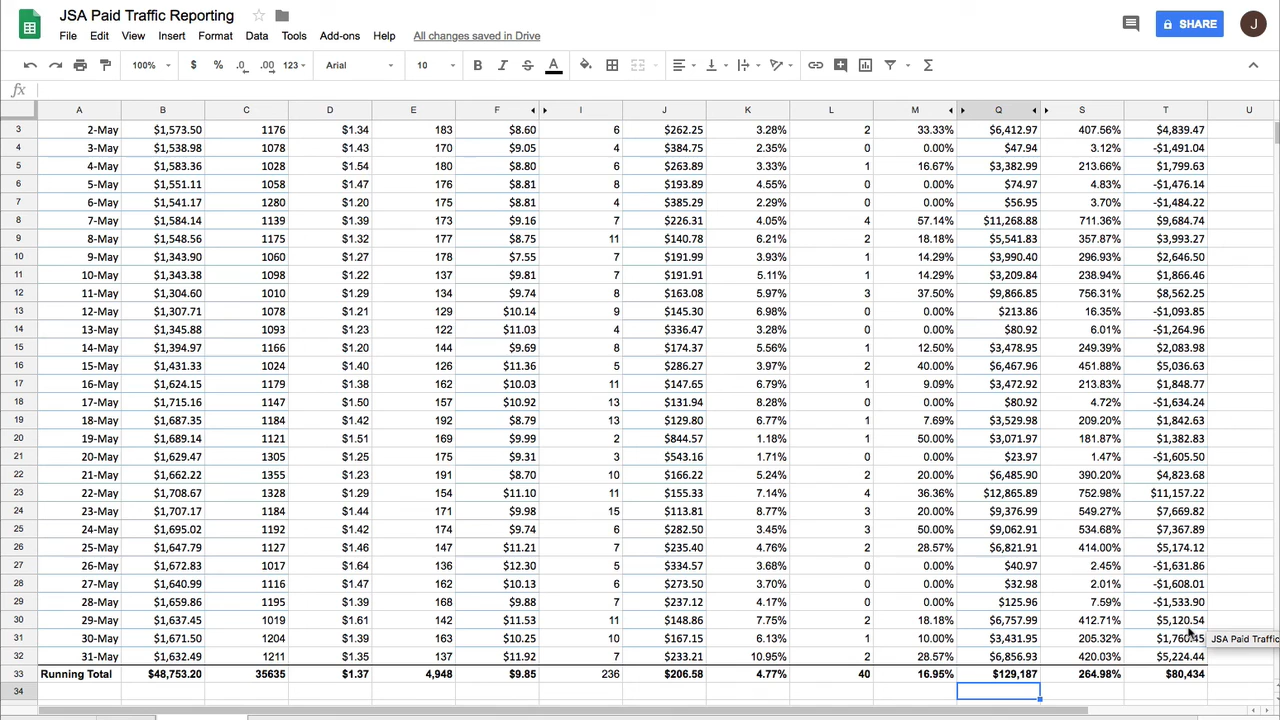 JSA Paid Traffic Reporting
File Edit View Insert Format Data Tools Add-ons Help All changes saved in Drive
SHARE
J
100% $ % .0 .00 123 Arial 10 B I S A
fx
A B C D E F I J K L M Q S T U
3 2-May $1,573.50 1176 $1.34 183 $8.60 6 $262.25 3.28% 2 33.33% $6,412.97 407.56% $4,839.47
4 3-May $1,538.98 1078 $1.43 170 $9.05 4 $384.75 2.35% 0 0.00% $47.94 3.12% -$1,491.04
5 4-May $1,583.36 1028 $1.54 180 $8.80 6 $263.89 3.33% 1 16.67% $3,382.99 213.66% $1,799.63
6 5-May $1,551.11 1058 $1.47 176 $8.81 8 $193.89 4.55% 0 0.00% $74.97 4.83% -$1,476.14
7 6-May $1,541.17 1280 $1.20 175 $8.81 4 $385.29 2.29% 0 0.00% $56.95 3.70% -$1,484.22
8 7-May $1,584.14 1139 $1.39 173 $9.16 7 $226.31 4.05% 4 57.14% $11,268.88 711.36% $9,684.74
9 8-May $1,548.56 1175 $1.32 177 $8.75 11 $140.78 6.21% 2 18.18% $5,541.83 357.87% $3,993.27
10 9-May $1,343.90 1060 $1.27 178 $7.55 7 $191.99 3.93% 1 14.29% $3,990.40 296.93% $2,646.50
11 10-May $1,343.38 1098 $1.22 137 $9.81 7 $191.91 5.11% 1 14.29% $3,209.84 238.94% $1,866.46
12 11-May $1,304.60 1010 $1.29 134 $9.74 8 $163.08 5.97% 3 37.50% $9,866.85 756.31% $8,562.25
13 12-May $1,307.71 1078 $1.21 129 $10.14 9 $145.30 6.98% 0 0.00% $213.86 16.35% -$1,093.85
14 13-May $1,345.88 1093 $1.23 122 $11.03 4 $336.47 3.28% 0 0.00% $80.92 6.01% -$1,264.96
15 14-May $1,394.97 1166 $1.20 144 $9.69 8 $174.37 5.56% 1 12.50% $3,478.95 249.39% $2,083.98
16 15-May $1,431.33 1024 $1.40 126 $11.36 5 $286.27 3.97% 2 40.00% $6,467.96 451.88% $5,036.63
17 16-May $1,624.15 1179 $1.38 162 $10.03 11 $147.65 6.79% 1 9.09% $3,472.92 213.83% $1,848.77
18 17-May $1,715.16 1147 $1.50 157 $10.92 13 $131.94 8.28% 0 0.00% $80.92 4.72% -$1,634.24
19 18-May $1,687.35 1184 $1.42 192 $8.79 13 $129.80 6.77% 1 7.69% $3,529.98 209.20% $1,842.63
20 19-May $1,689.14 1121 $1.51 169 $9.99 2 $844.57 1.18% 1 50.00% $3,071.97 181.87% $1,382.83
21 20-May $1,629.47 1305 $1.25 175 $9.31 3 $543.16 1.71% 0 0.00% $23.97 1.47% -$1,605.50
22 21-May $1,662.22 1355 $1.23 191 $8.70 10 $166.22 5.24% 2 20.00% $6,485.90 390.20% $4,823.68
23 22-May $1,708.67 1328 $1.29 154 $11.10 11 $155.33 7.14% 4 36.36% $12,865.89 752.98% $11,157.22
24 23-May $1,707.17 1184 $1.44 171 $9.98 15 $113.81 8.77% 3 20.00% $9,376.99 549.27% $7,669.82
25 24-May $1,695.02 1192 $1.42 174 $9.74 6 $282.50 3.45% 3 50.00% $9,062.91 534.68% $7,367.89
26 25-May $1,647.79 1127 $1.46 147 $11.21 7 $235.40 4.76% 2 28.57% $6,821.91 414.00% $5,174.12
27 26-May $1,672.83 1017 $1.64 136 $12.30 5 $334.57 3.68% 0 0.00% $40.97 2.45% -$1,631.86
28 27-May $1,640.99 1116 $1.47 162 $10.13 6 $273.50 3.70% 0 0.00% $32.98 2.01% -$1,608.01
29 28-May $1,659.86 1195 $1.39 168 $9.88 7 $237.12 4.17% 0 0.00% $125.96 7.59% -$1,533.90
30 29-May $1,637.45 1019 $1.61 142 $11.53 11 $148.86 7.75% 2 18.18% $6,757.99 412.71% $5,120.54
31 30-May $1,671.50 1204 $1.39 163 $10.25 10 $167.15 6.13% 1 10.00% $3,431.95 205.32% $1,760.45
JSA Paid Traffic
32 31-May $1,632.49 1211 $1.35 137 $11.92 7 $233.21 10.95% 2 28.57% $6,856.93 420.03% $5,224.44
33 Running Total $48,753.20 35635 $1.37 4,948 $9.85 236 $206.58 4.77% 40 16.95% $129,187 264.98% $80,434
34